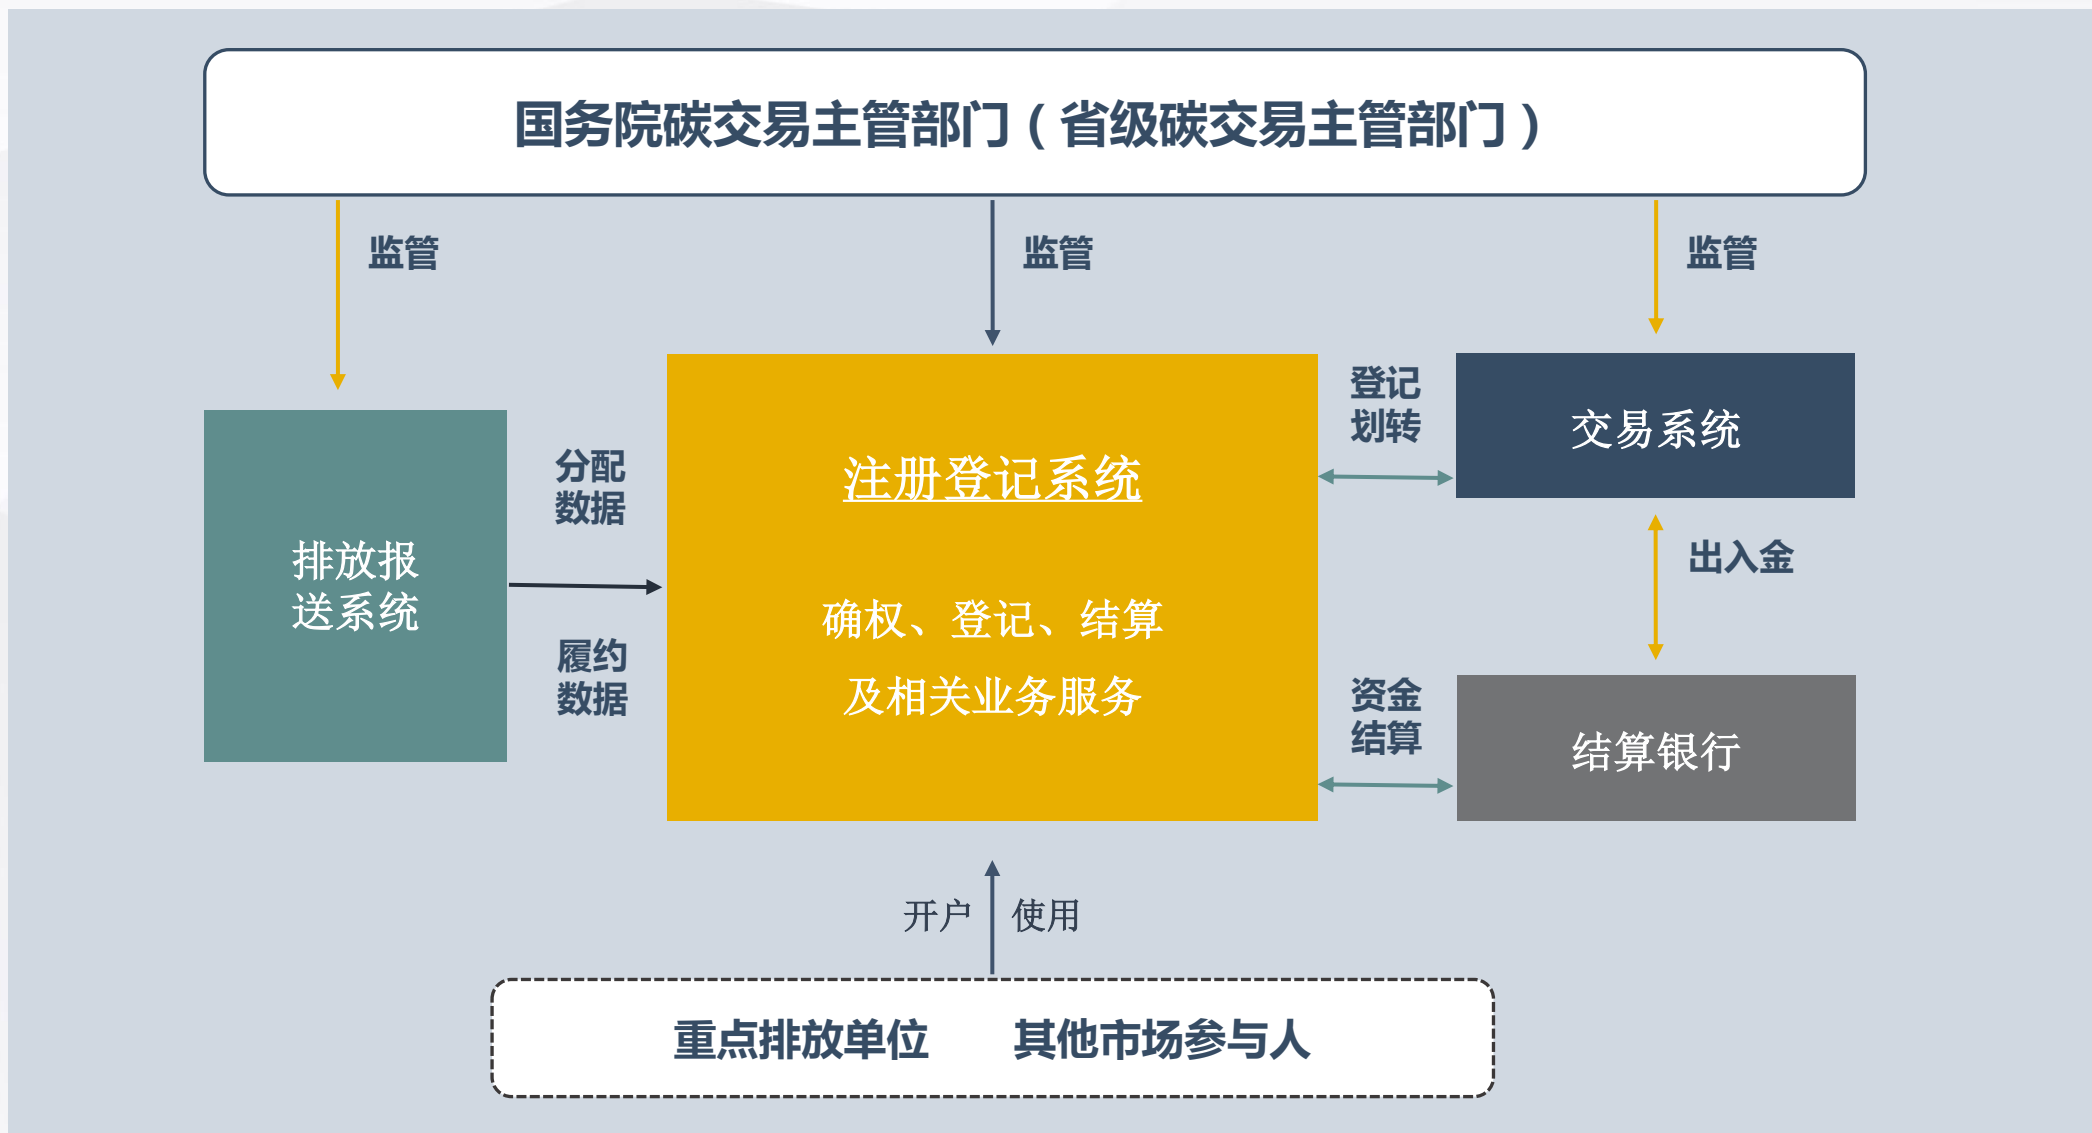 国务院碳交易主管部门（省级碳交易主管部门）
监管
监管
监管
排放报
送系统
分配
数据
履约
数据
注册登记系统
确权、登记、结算
及相关业务服务
登记
划转
交易系统
出入金
资金
结算
结算银行
开户
使用
重点排放单位 其他市场参与人